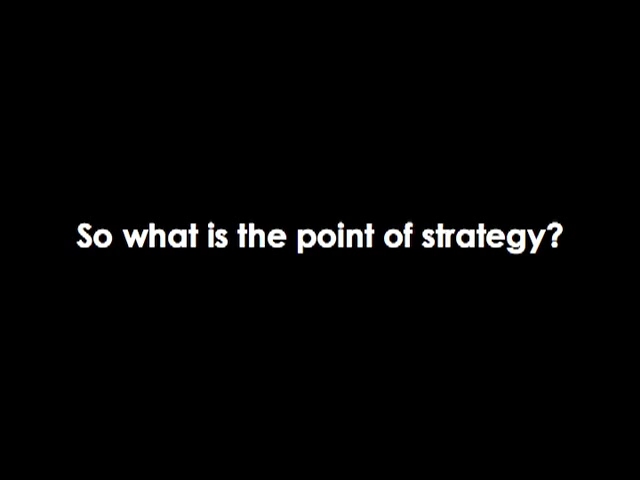 So what is the point of strategy?